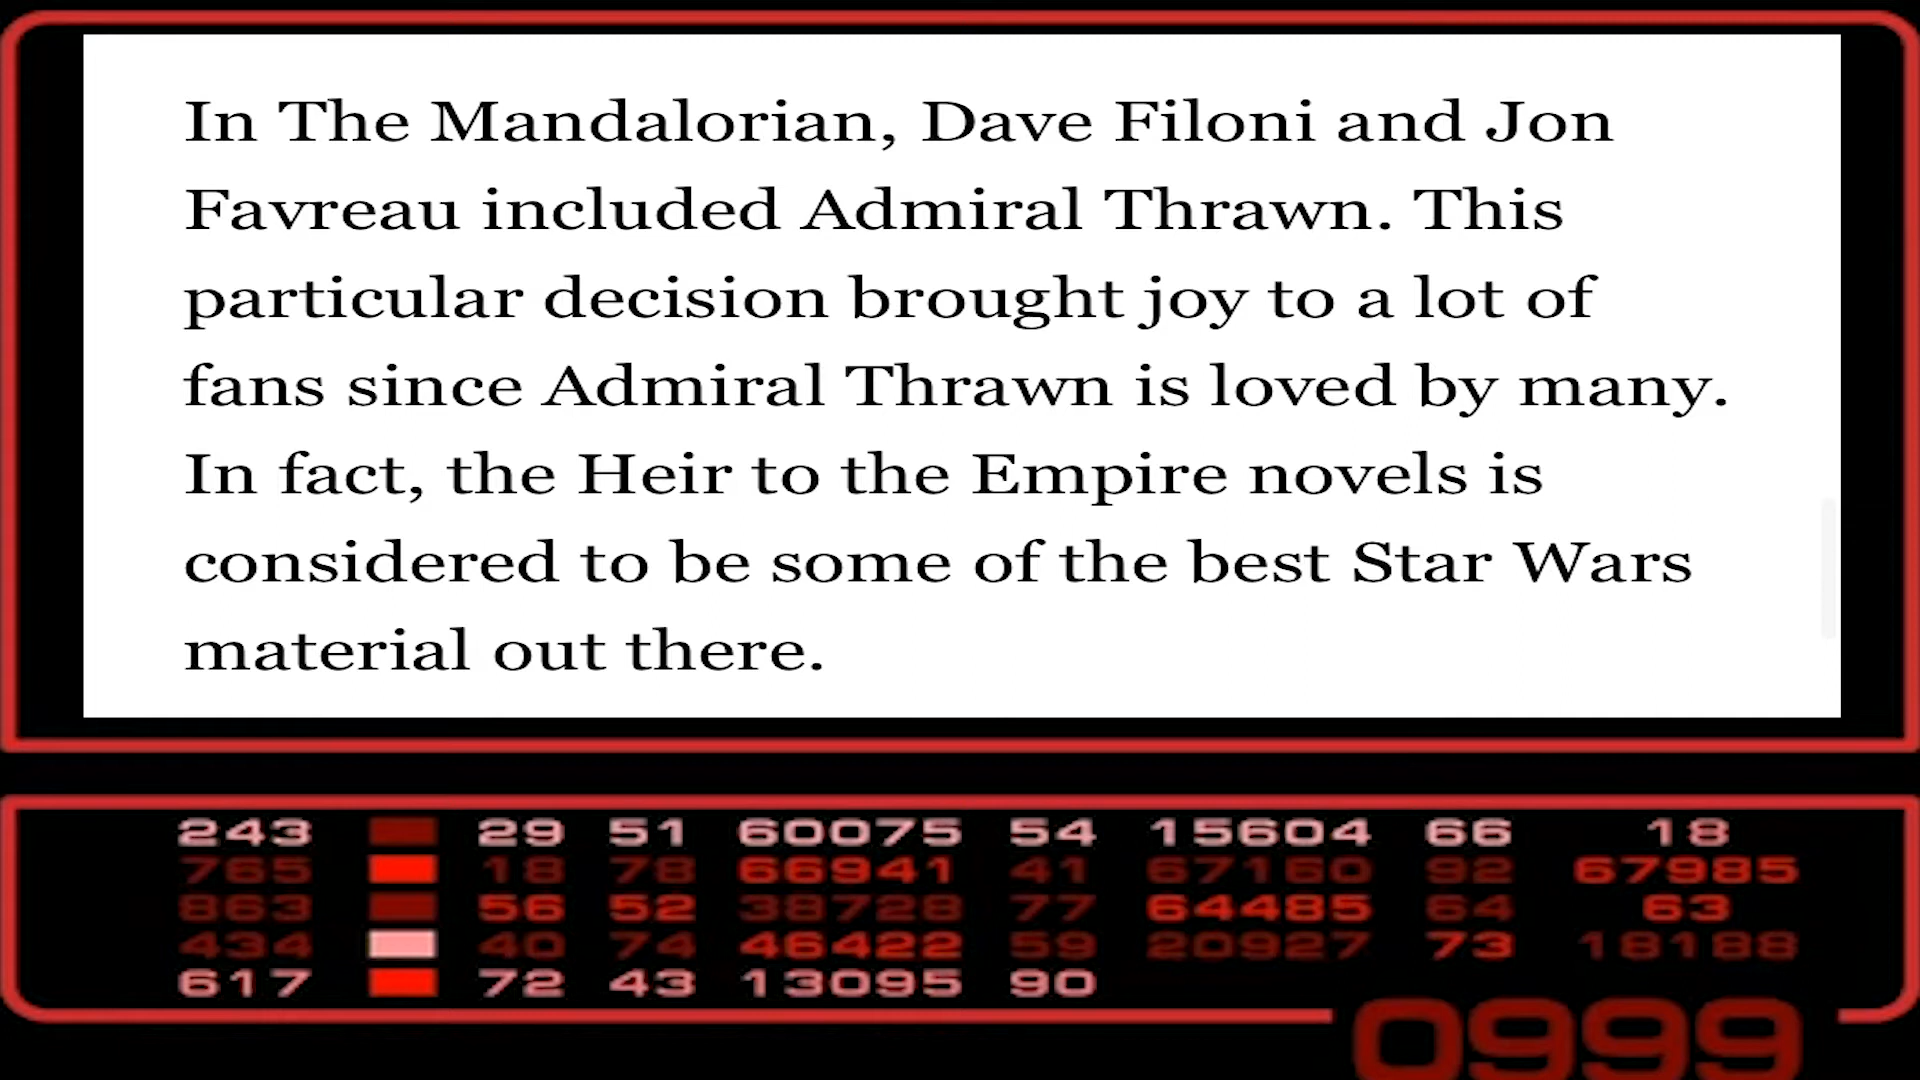 In The Mandalorian, Dave Filoni and Jon
Favreau included Admiral Thrawn. This
particular decision brought joy to a lot of
fans since Admiral Thrawn is loved by many.
In fact, the Heir to the Empire novels is
considered to be some of the best Star Wars
material out there.
243 29 51 60075 54 15604 66 18
765 18 78 66941 41 67160 92 67985
863 56 52 38728 77 64485 64 63
434 40 74 46422 59 20927 73 18188
617 72 43 13095 90
0999